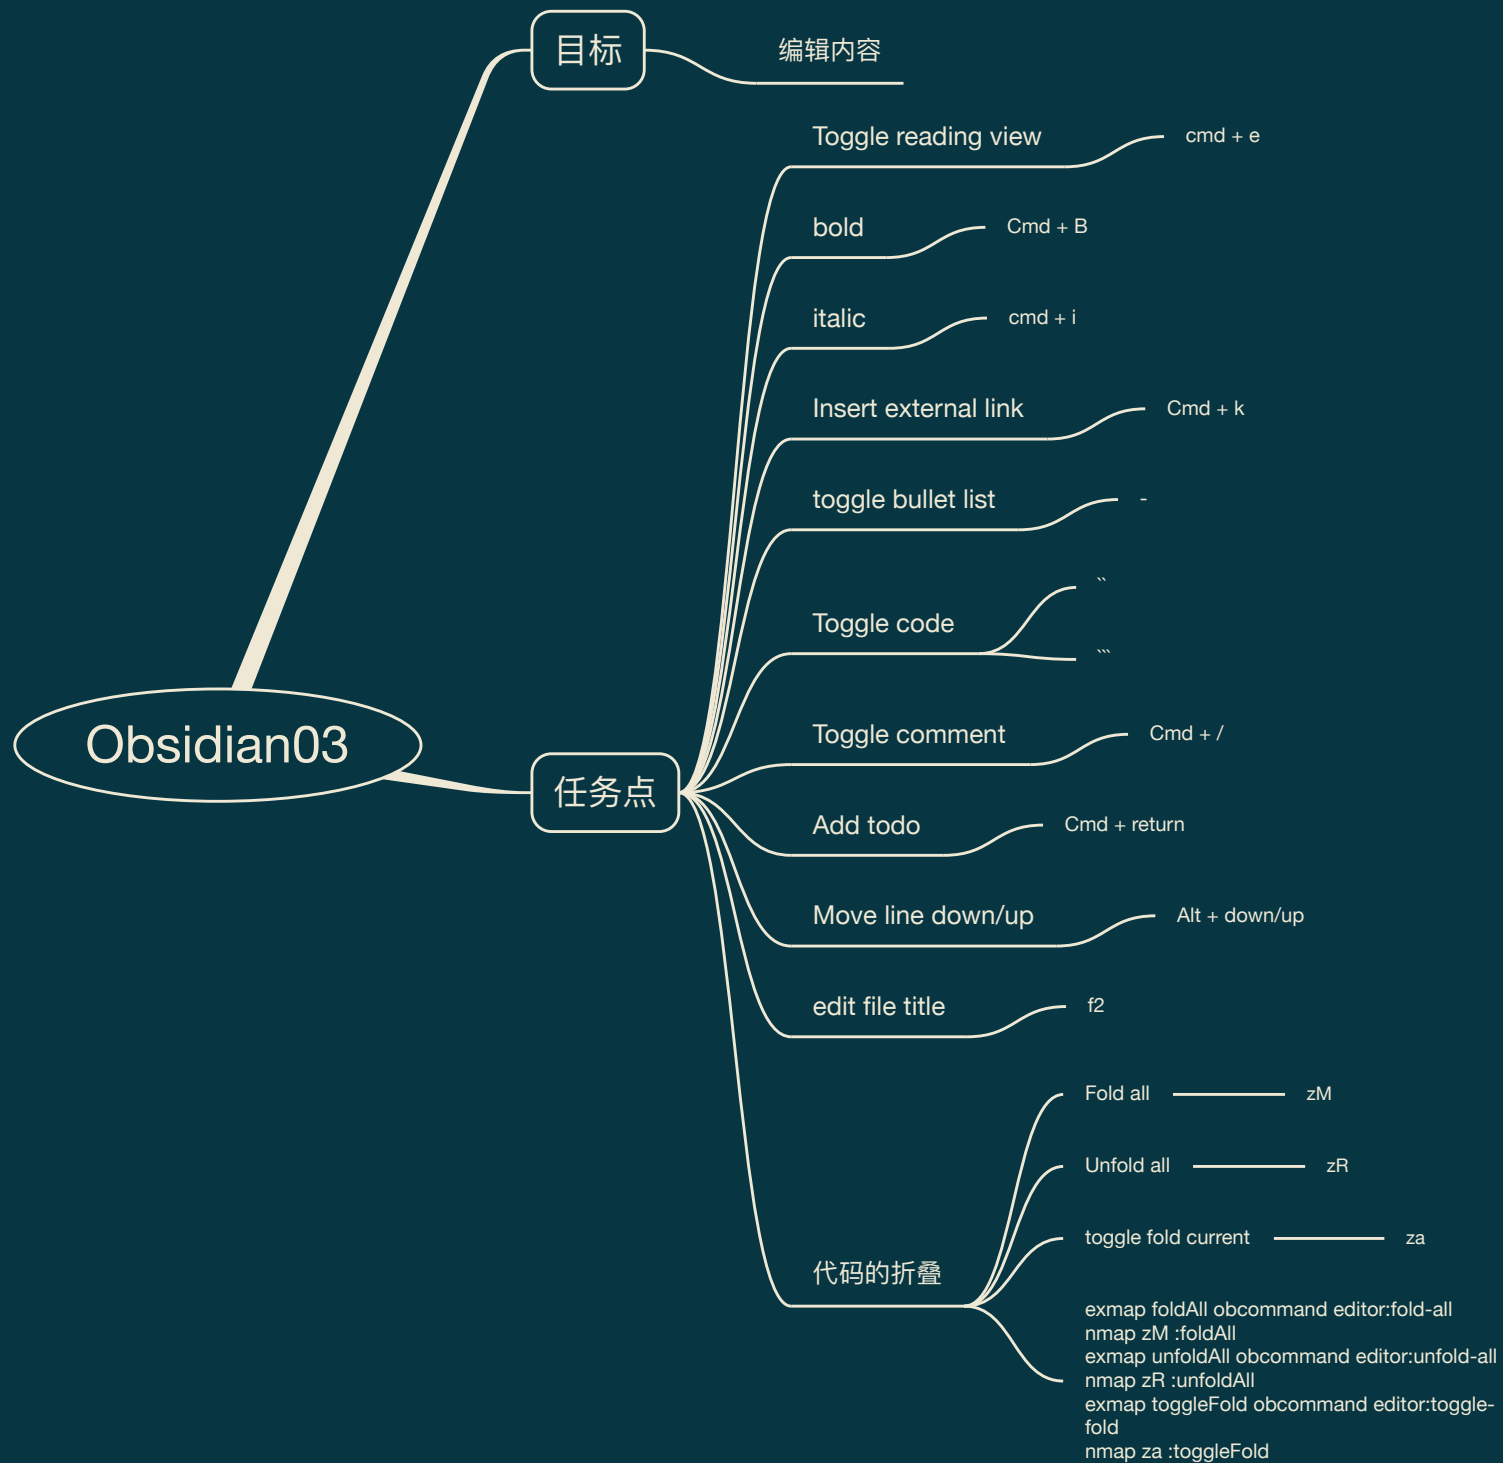 目标
编辑内容
Toggle reading view
cmd + e
bold
Cmd + B
italic
cmd + i
Insert external link
Cmd + k
toggle bullet list
-
Toggle code
``
```
Obsidian03
任务点
Toggle comment
Cmd + /
Add todo
Cmd + return
Move line down/up
Alt + down/up
edit file title
f2
代码的折叠
Fold all
zM
Unfold all
zR
toggle fold current
za
exmap foldAll obcommand editor:fold-all
nmap zM :foldAll
exmap unfoldAll obcommand editor:unfold-all
nmap zR :unfoldAll
exmap toggleFold obcommand editor:toggle-
fold
nmap za :toggleFold